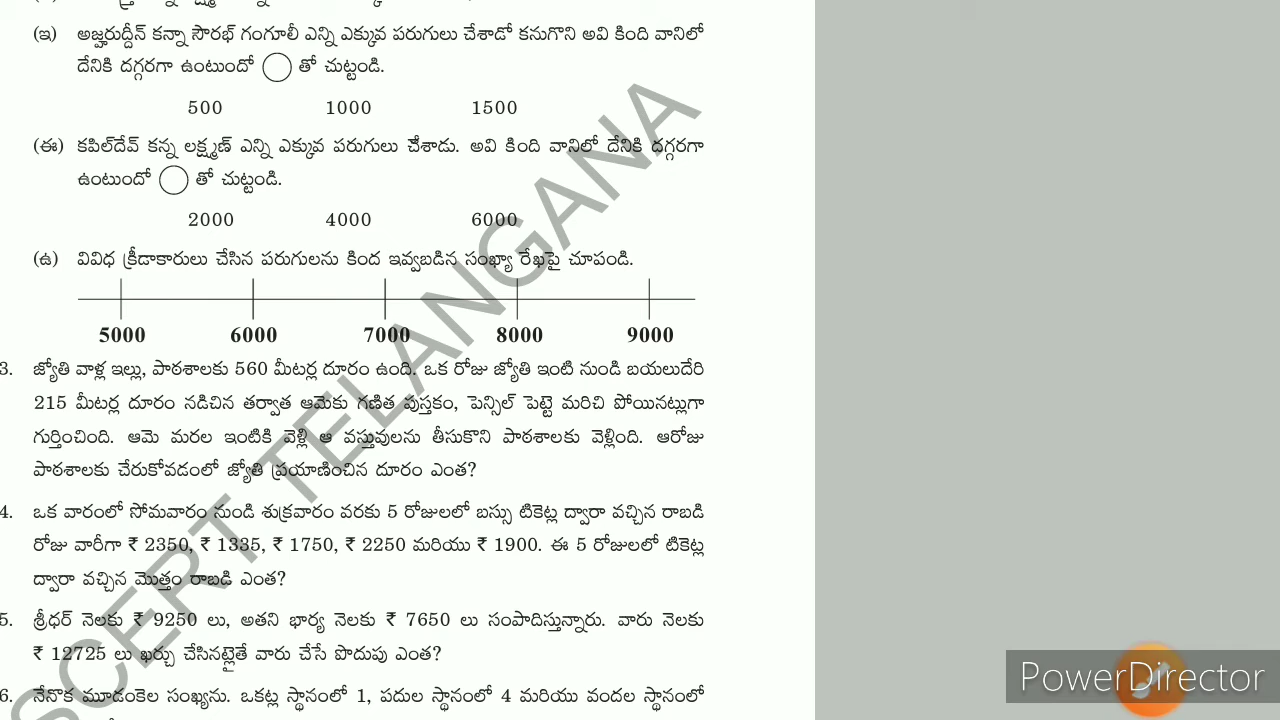 (ఇ) అజ్హరుద్దీన్ కన్నా సౌరభ్ గంగూలీ ఎన్ని ఎక్కువ పరుగులు చేశాడో కనుగొని అవి కింది వానిలో
దేనికి దగ్గరగా ఉంటుందో ◯ తో చుట్టండి.
500 1000 1500
(ఈ) కపిల్‌దేవ్ కన్న లక్ష్మణ్ ఎన్ని ఎక్కువ పరుగులు చేశాడు. అవి కింది వానిలో దేనికి దగ్గరగా
ఉంటుందో ◯ తో చుట్టండి.
2000 4000 6000
(ఉ) వివిధ క్రీడాకారులు చేసిన పరుగులను కింద ఇవ్వబడిన సంఖ్యా రేఖపై చూపండి.
5000 6000 7000 8000 9000
3. జ్యోతి వాళ్ల ఇల్లు, పాఠశాలకు 560 మీటర్ల దూరం ఉంది. ఒక రోజు జ్యోతి ఇంటి నుండి బయలుదేరి
215 మీటర్ల దూరం నడిచిన తర్వాత ఆమెకు గణిత పుస్తకం, పెన్సిల్ పెట్టె మరిచి పోయినట్లుగా
గుర్తించింది. ఆమె మరల ఇంటికి వెళ్లి ఆ వస్తువులను తీసుకొని పాఠశాలకు వెళ్లింది. ఆరోజు
పాఠశాలకు చేరుకోవడంలో జ్యోతి ప్రయాణించిన దూరం ఎంత?
4. ఒక వారంలో సోమవారం నుండి శుక్రవారం వరకు 5 రోజులలో బస్సు టికెట్ల ద్వారా వచ్చిన రాబడి
రోజు వారీగా ₹ 2350, ₹ 1335, ₹ 1750, ₹ 2250 మరియు ₹ 1900. ఈ 5 రోజులలో టికెట్ల
ద్వారా వచ్చిన మొత్తం రాబడి ఎంత?
5. శ్రీధర్ నెలకు ₹ 9250 లు, అతని భార్య నెలకు ₹ 7650 లు సంపాదిస్తున్నారు. వారు నెలకు
₹ 12725 లు ఖర్చు చేసినట్లైతే వారు చేసే పొదుపు ఎంత?
6. నేనొక మూడంకెల సంఖ్యను. ఒకట్ల స్థానంలో 1, పదుల స్థానంలో 4 మరియు వందల స్థానంలో
SCERT TELANGANA
PowerDirector